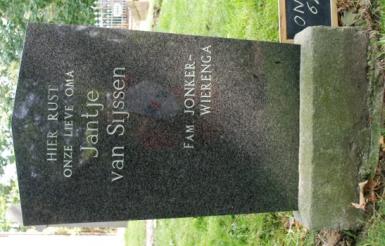 HIER RUST
ONZE LIEVE OMA
Jantje
van Sijssen
FAM JONKER-
WIERENGA